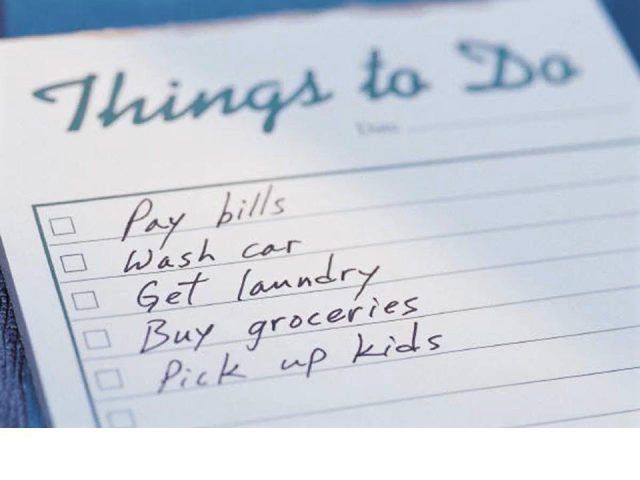 Things to Do
Date
Pay bills
Wash car
Get laundry
Buy groceries
Pick up kids